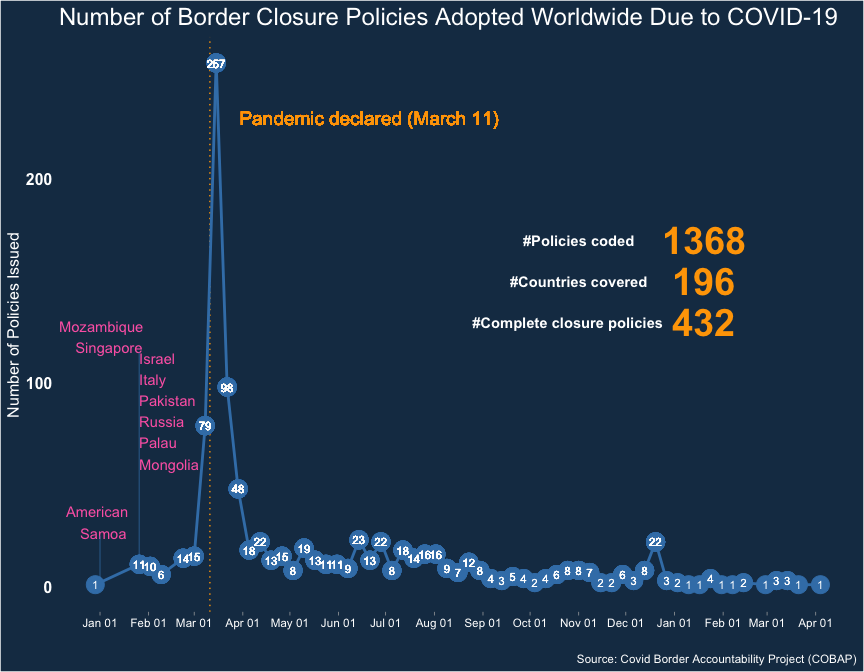 Number of Border Closure Policies Adopted Worldwide Due to COVID-19
267
Pandemic declared (March 11)
200
#Policies coded 1368
#Countries covered 196
#Complete closure policies 432
Number of Policies Issued
Mozambique
Singapore
Israel
Italy
Pakistan
Russia
Palau
Mongolia
100
98
79
48
American
Samoa
0
1 11 10 6 14 15 18 22 13 15 8 19 13 11 11 9 23 13 22 8 18 14 16 16 9 7 12 8 4 3 5 4 2 4 6 8 8 7 2 2 6 3 8 22 3 2 1 1 4 1 1 2 1 3 3 1 1
Jan 01 Feb 01 Mar 01 Apr 01 May 01 Jun 01 Jul 01 Aug 01 Sep 01 Oct 01 Nov 01 Dec 01 Jan 01 Feb 01 Mar 01 Apr 01
Source: Covid Border Accountability Project (COBAP)